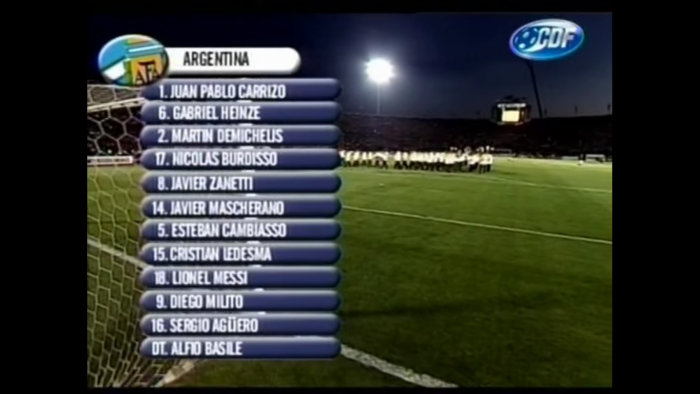 ARGENTINA
CDF
AFA
1. JUAN PABLO CARRIZO
6. GABRIEL HEINZE
2. MARTIN DEMICHELIS
17. NICOLAS BURDISSO
8. JAVIER ZANETTI
14. JAVIER MASCHERANO
5. ESTEBAN CAMBIASSO
15. CRISTIAN LEDESMA
18. LIONEL MESSI
9. DIEGO MILITO
16. SERGIO AGÜERO
DT. ALFIO BASILE